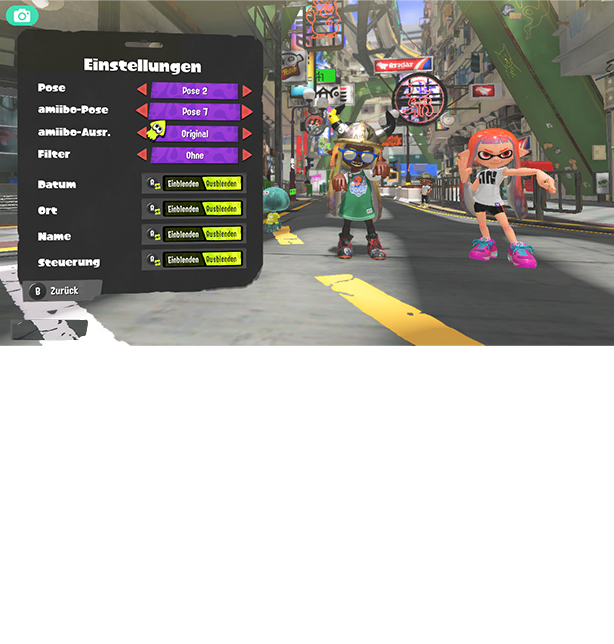 Einstellungen
Pose Pose 2
amiibo-Pose Pose 7
amiibo-Ausr. Original
Filter Ohne
Datum Einblenden Ausblenden
Ort Einblenden Ausblenden
Name Einblenden Ausblenden
Steuerung Einblenden Ausblenden
B Zurück